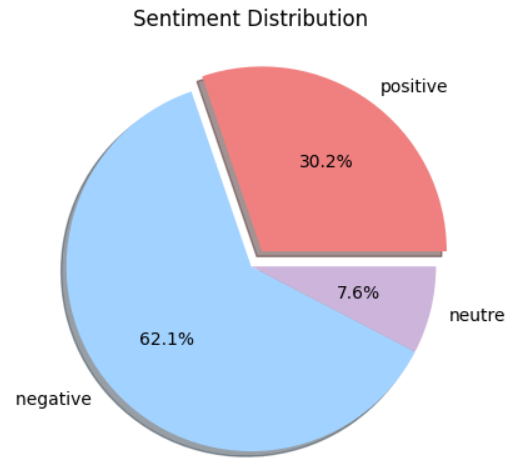 Sentiment Distribution
positive
30.2%
7.6%
neutre
62.1%
negative